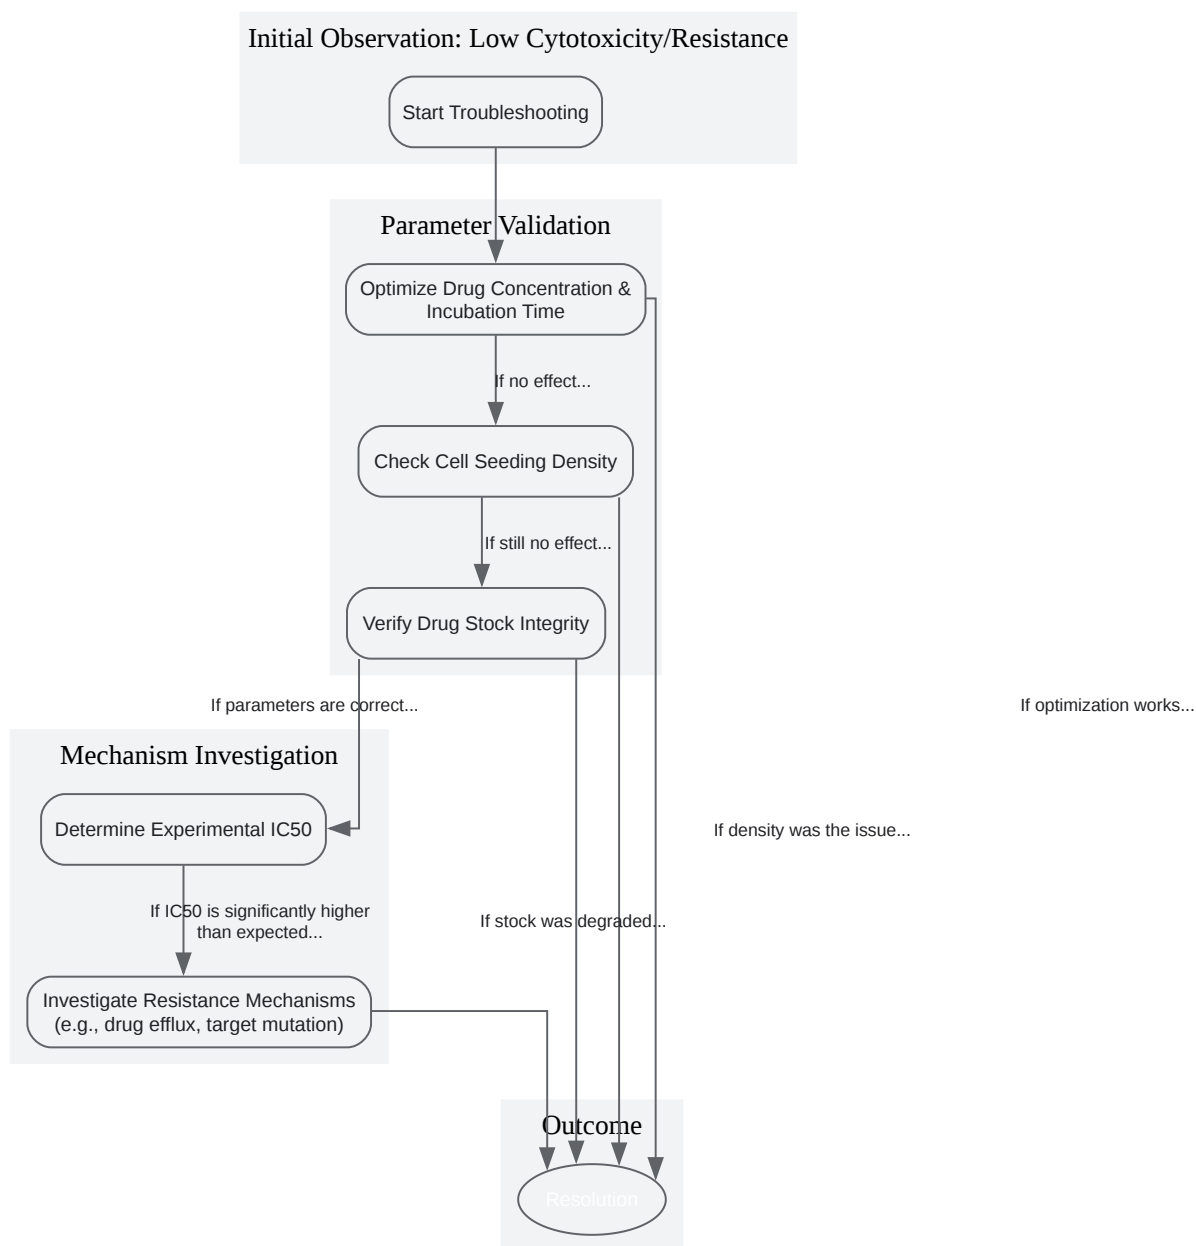 Initial Observation: Low Cytotoxicity/Resistance
Start Troubleshooting
Parameter Validation
Optimize Drug Concentration &
Incubation Time
If no effect...
Check Cell Seeding Density
If still no effect...
Verify Drug Stock Integrity
If parameters are correct...
If optimization works...
Mechanism Investigation
Determine Experimental IC50
If density was the issue...
If IC50 is significantly higher
than expected...
If stock was degraded...
Investigate Resistance Mechanisms
(e.g., drug efflux, target mutation)
Outcome
Resolution